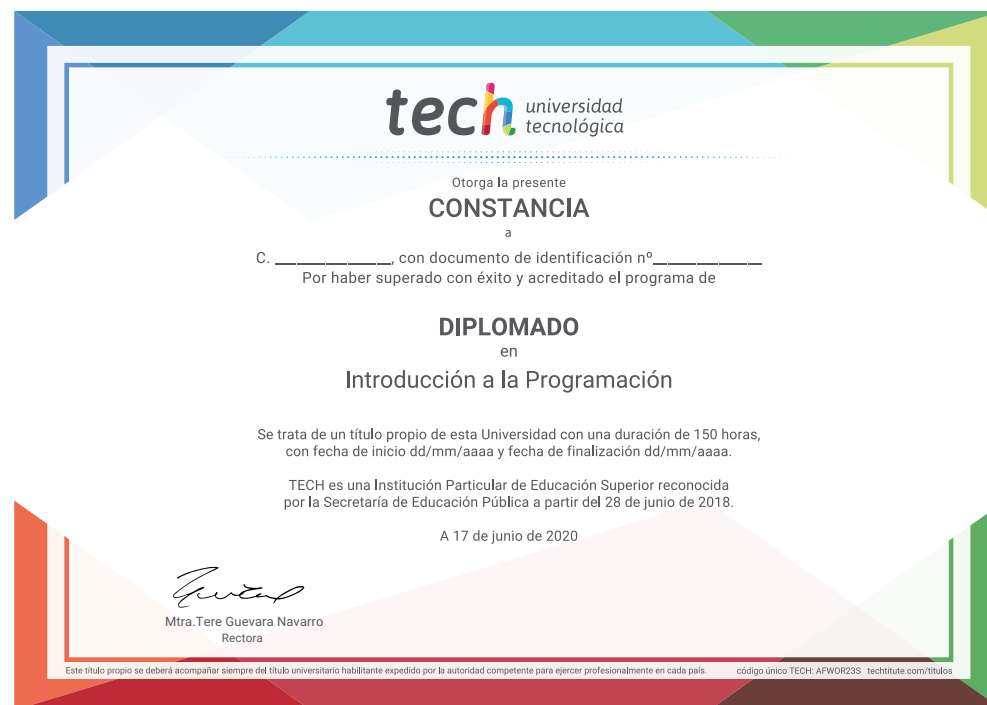 tech universidad
tecnológica
Otorga la presente
CONSTANCIA
a
C. ______________, con documento de identificación nº_____________
Por haber superado con éxito y acreditado el programa de
DIPLOMADO
en
Introducción a la Programación
Se trata de un título propio de esta Universidad con una duración de 150 horas,
con fecha de inicio dd/mm/aaaa y fecha de finalización dd/mm/aaaa.
TECH es una Institución Particular de Educación Superior reconocida
por la Secretaría de Educación Pública a partir del 28 de junio de 2018.
A 17 de junio de 2020
Mtra.Tere Guevara Navarro
Rectora
Este título propio se deberá acompañar siempre del título universitario habilitante expedido por la autoridad competente para ejercer profesionalmente en cada país. código único TECH: AFWOR23S techtitute.com/titulos